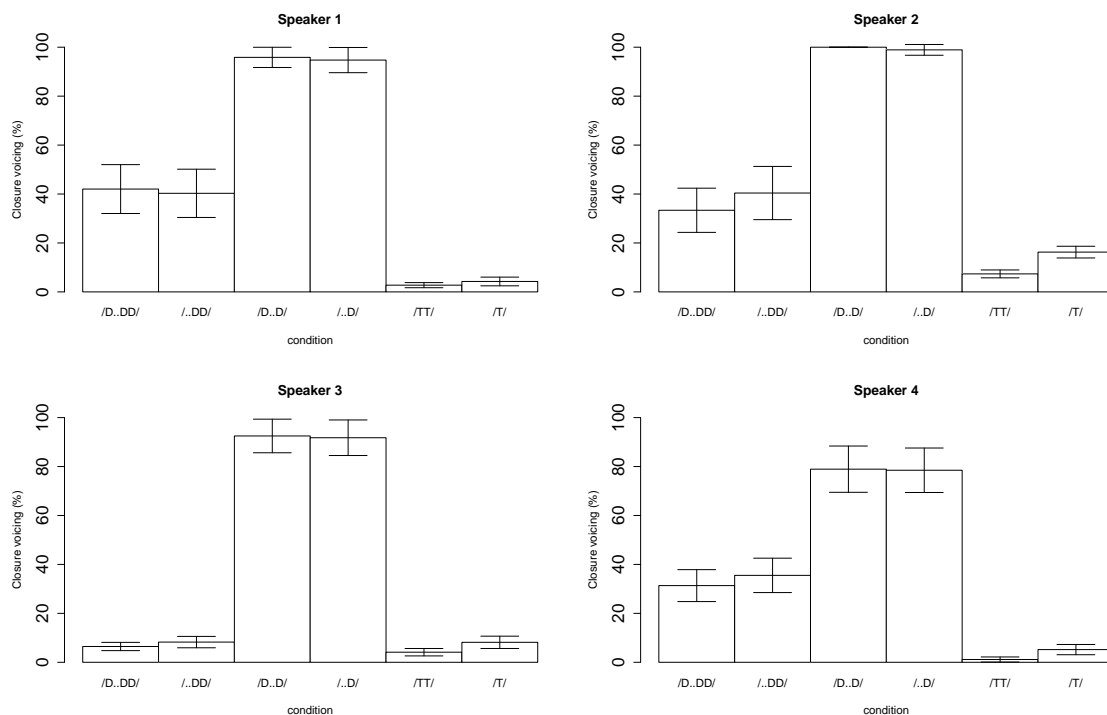 Speaker 1
Closure voicing (%)
100
80
60
40
20
0
/D..DD/ /..DD/ /D..D/ /..D/ /TT/ /T/
condition
Speaker 2
Closure voicing (%)
100
80
60
40
20
0
/D..DD/ /..DD/ /D..D/ /..D/ /TT/ /T/
condition
Speaker 3
Closure voicing (%)
100
80
60
40
20
0
/D..DD/ /..DD/ /D..D/ /..D/ /TT/ /T/
condition
Speaker 4
Closure voicing (%)
100
80
60
40
20
0
/D..DD/ /..DD/ /D..D/ /..D/ /TT/ /T/
condition